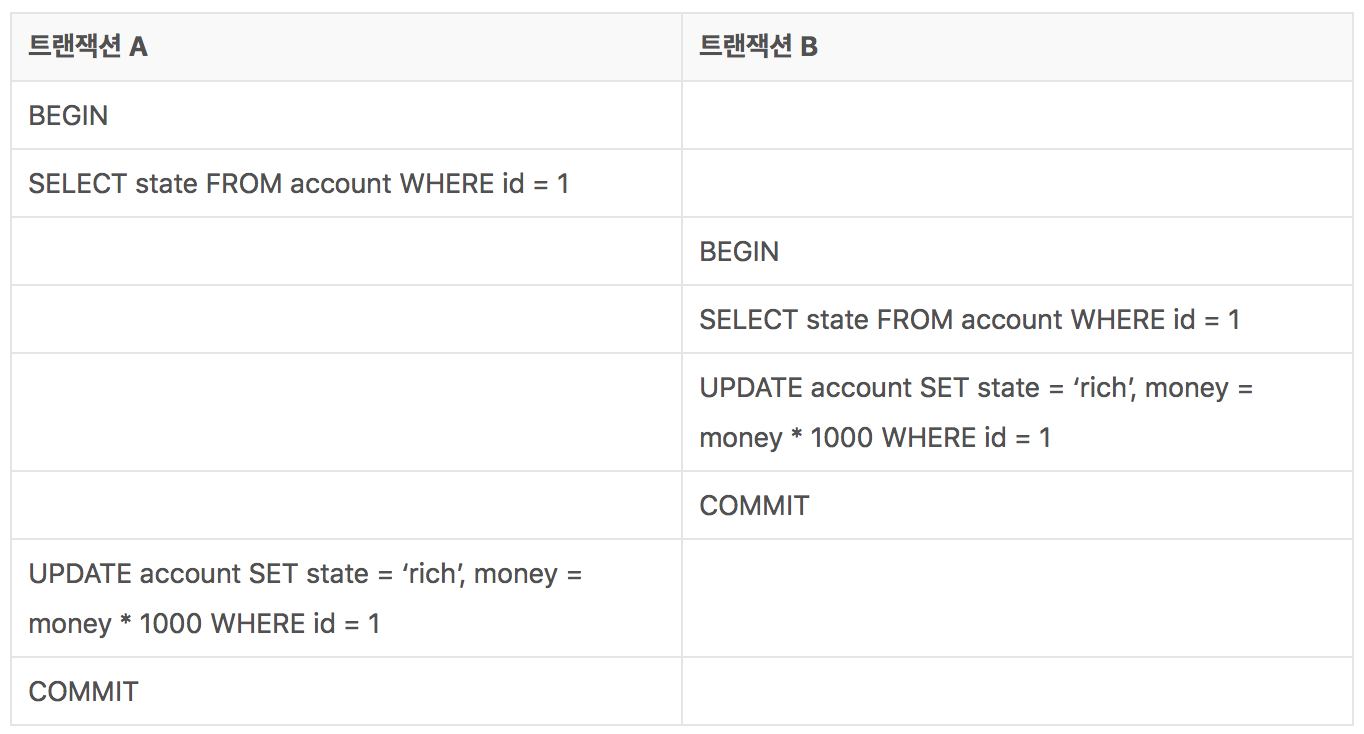 트랜잭션 A
트랜잭션 B
BEGIN
SELECT state FROM account WHERE id = 1
BEGIN
SELECT state FROM account WHERE id = 1
UPDATE account SET state = ‘rich’, money =
money * 1000 WHERE id = 1
COMMIT
UPDATE account SET state = ‘rich’, money =
money * 1000 WHERE id = 1
COMMIT